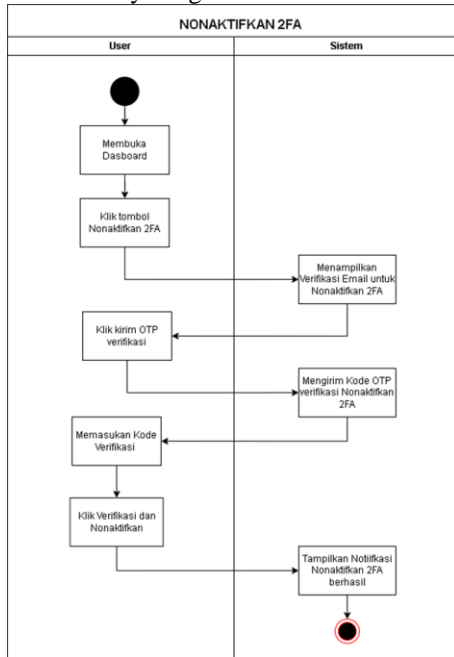 NONAKTIFKAN 2FA
User
Sistem
Membuka
Dasboard
Klik tombol
Nonaktifkan 2FA
Menampilkan
Verifikasi Email untuk
Nonaktifkan 2FA
Klik kirim OTP
verifikasi
Mengirim Kode OTP
verifikasi Nonaktifkan
2FA
Memasukan Kode
Verifikasi
Klik Verifikasi dan
Nonaktifkan
Tampilkan Notiifkasi
Nonaktifkan 2FA
berhasil